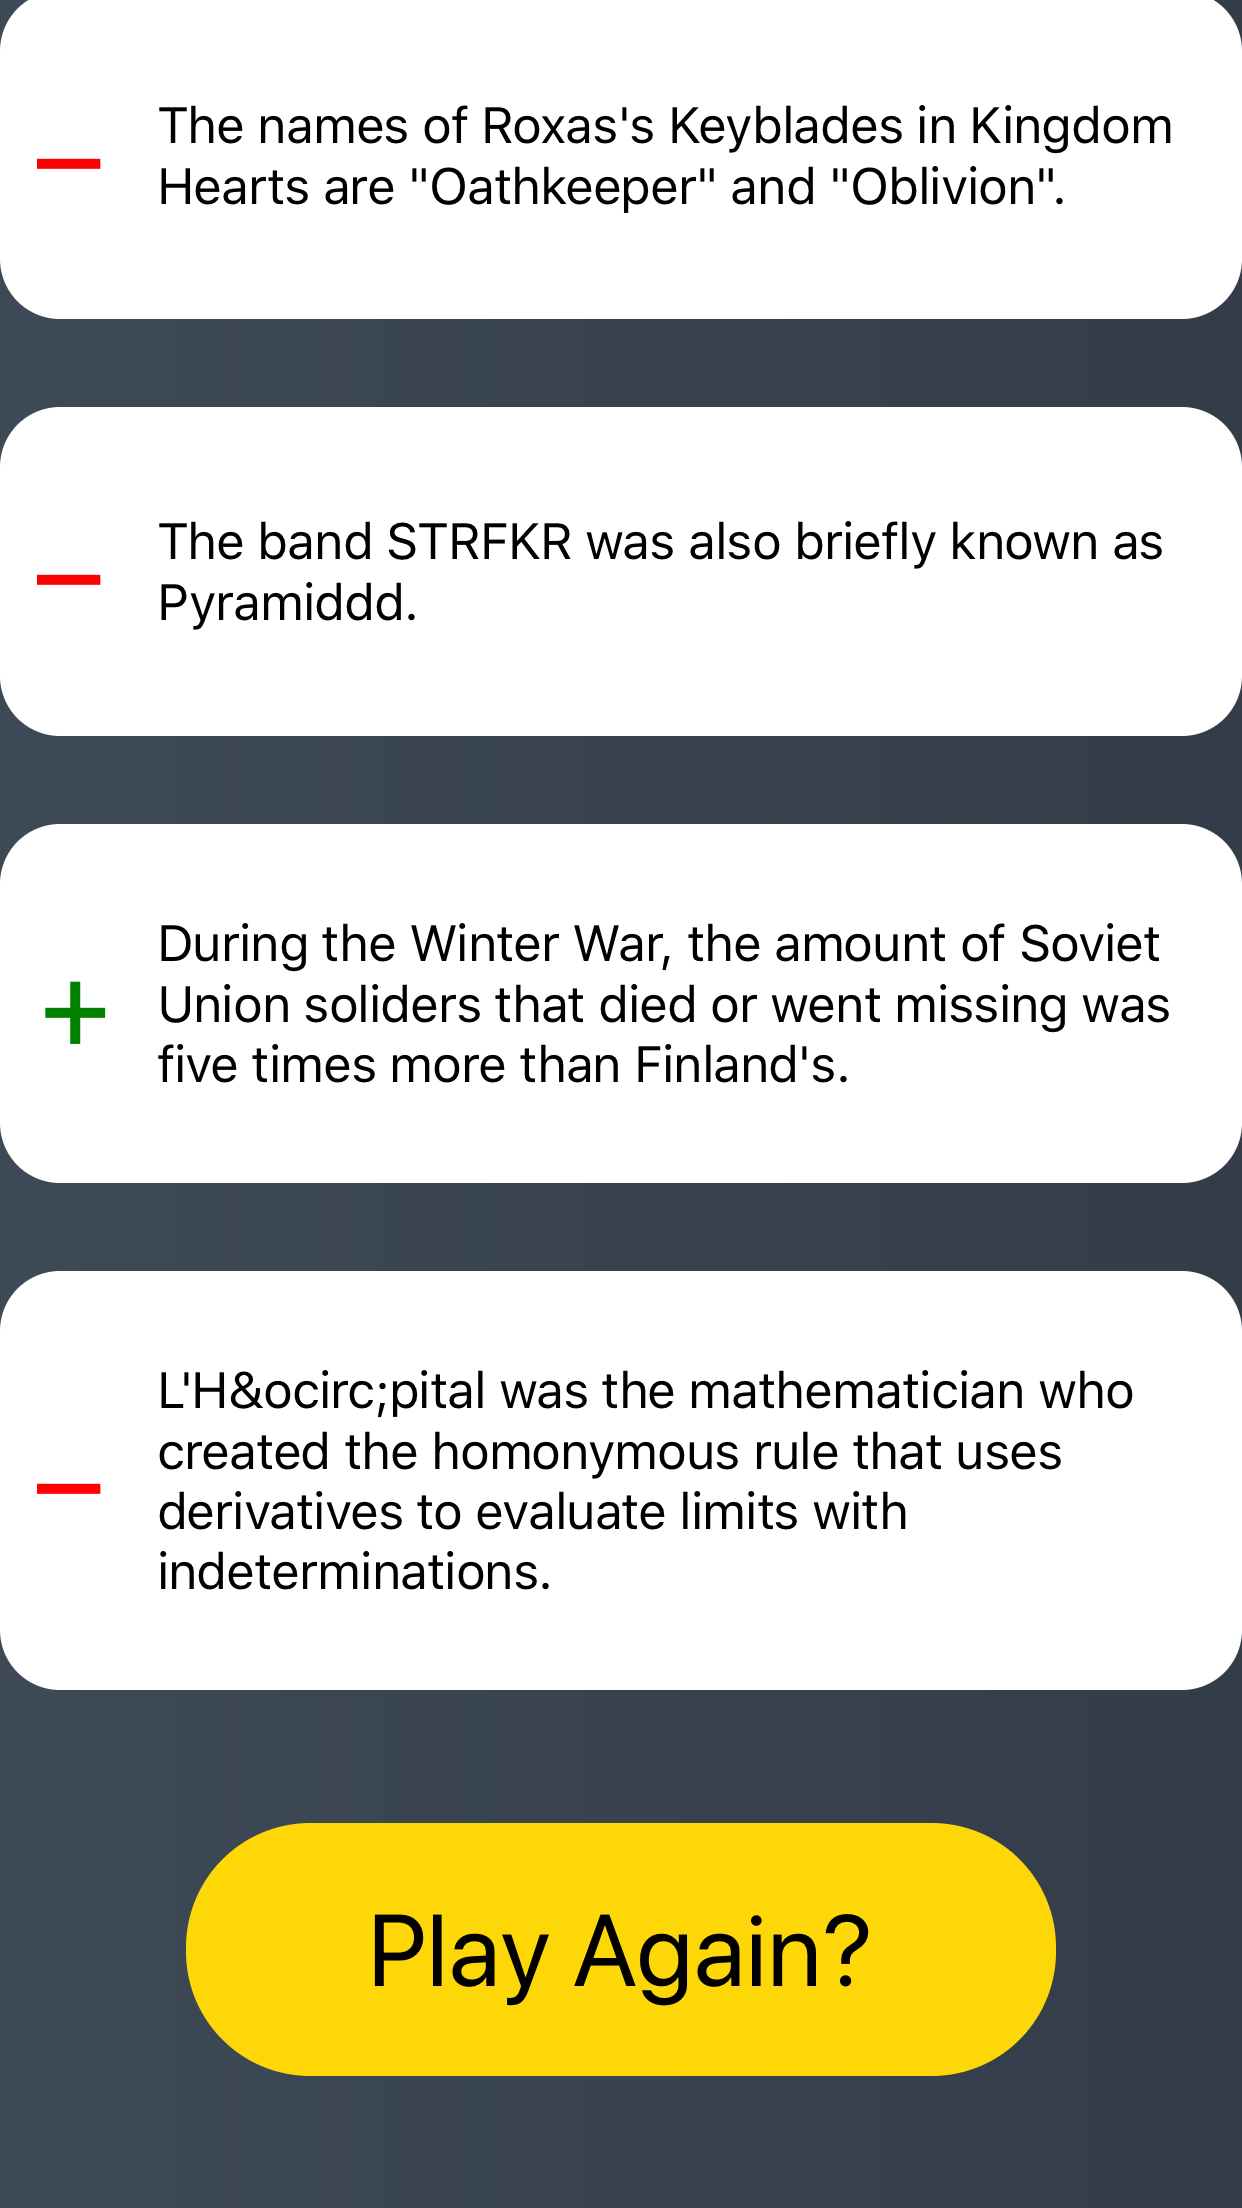 The names of Roxas's Keyblades in Kingdom
Hearts are "Oathkeeper" and "Oblivion".
The band STRFKR was also briefly known as
Pyramiddd.
During the Winter War, the amount of Soviet
Union soliders that died or went missing was
five times more than Finland's.
L'H&ocirc;pital was the mathematician who
created the homonymous rule that uses
derivatives to evaluate limits with
indeterminations.
Play Again?